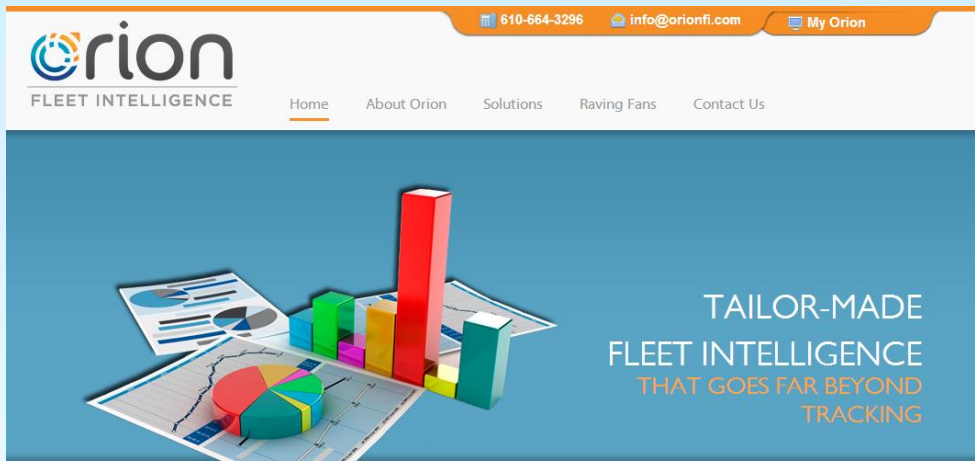 610-664-3296 info@orionfi.com My Orion
Orion
FLEET INTELLIGENCE
Home About Orion Solutions Raving Fans Contact Us
TAILOR-MADE
FLEET INTELLIGENCE
THAT GOES FAR BEYOND
TRACKING